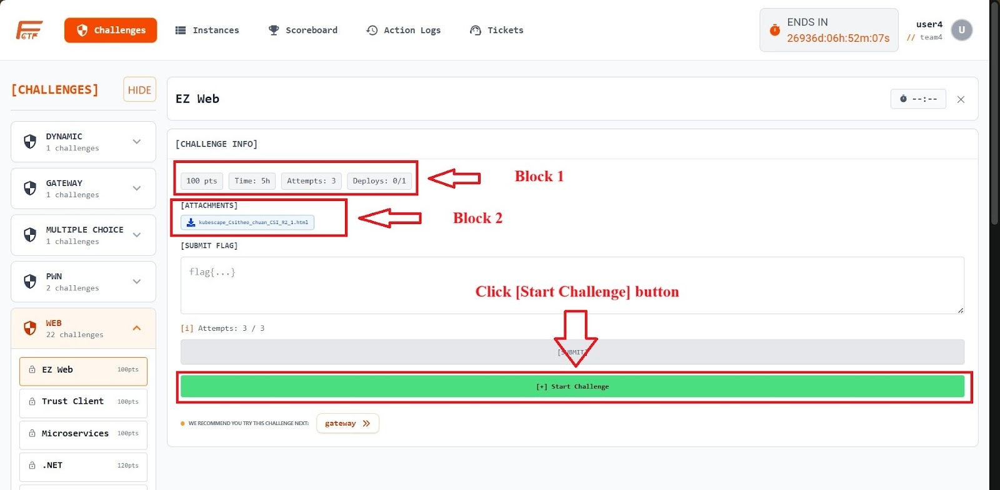 F
CTF
Challenges
Instances
Scoreboard
Action Logs
Tickets
ENDS IN
26936d:06h:52m:07s
user4
// team4
U
[CHALLENGES]
HIDE
DYNAMIC
1 challenges
GATEWAY
1 challenges
MULTIPLE CHOICE
1 challenges
PWN
2 challenges
WEB
22 challenges
EZ Web 100pts
Trust Client 100pts
Microservices 100pts
.NET 120pts
EZ Web
--:--
[CHALLENGE INFO]
100 pts
Time: 5h
Attempts: 3
Deploys: 0/1
Block 1
[ATTACHMENTS]
kubescape_Csitheo_chuan_CSI_R2_1.html
Block 2
[SUBMIT FLAG]
flag{...}
Click [Start Challenge] button
[i] Attempts: 3 / 3
[SUBMIT]
[+] Start Challenge
WE RECOMMEND YOU TRY THIS CHALLENGE NEXT:
gateway